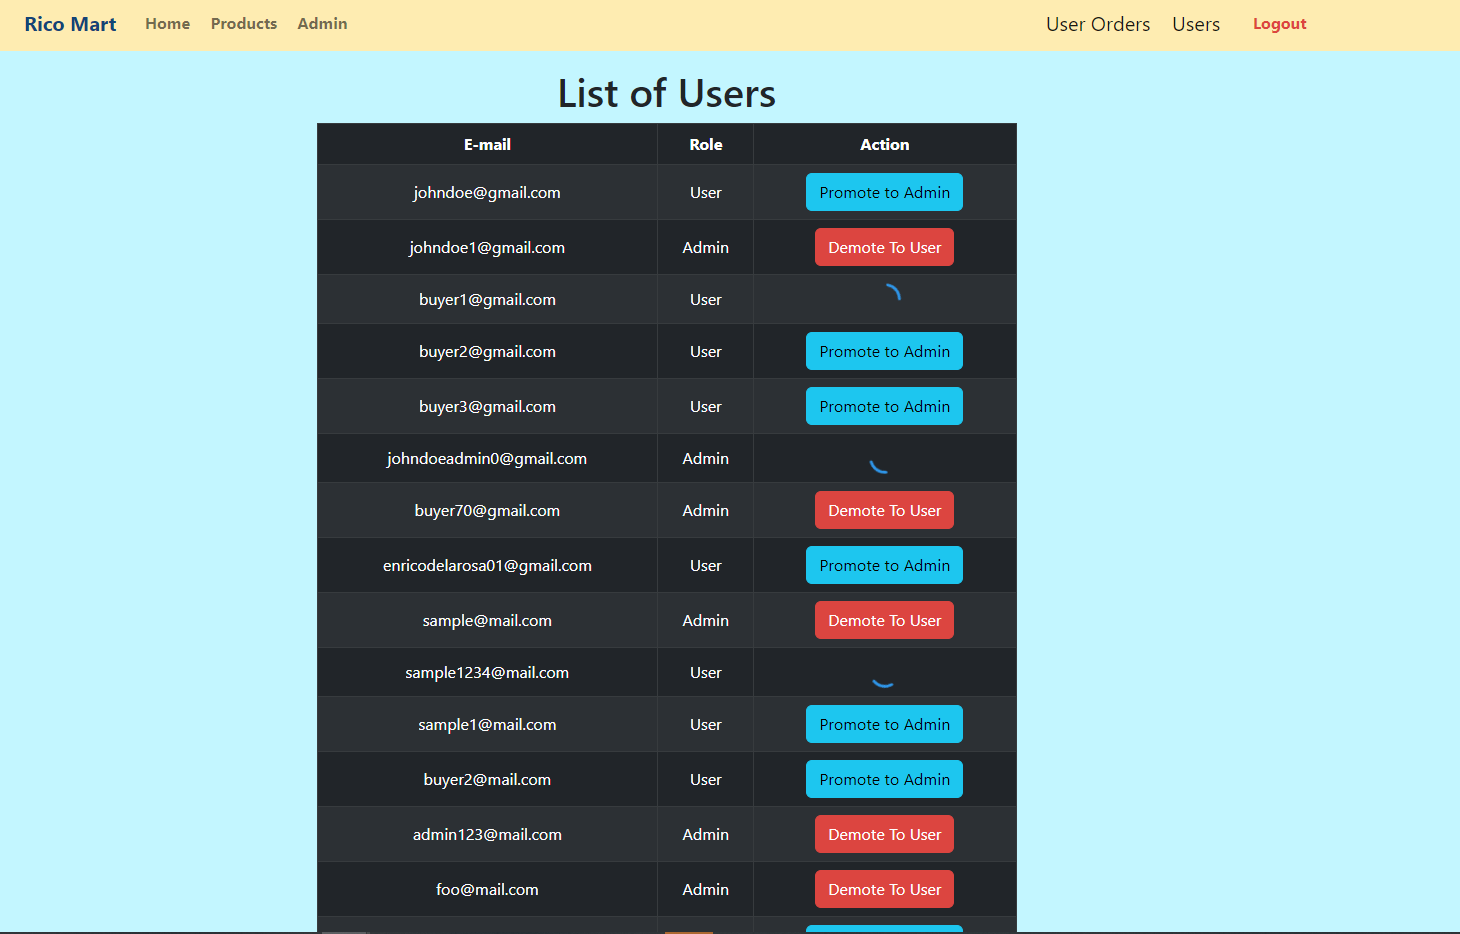 Rico Mart Home Products Admin User Orders Users Logout
List of Users
E-mail Role Action
johndoe@gmail.com User Promote to Admin
johndoe1@gmail.com Admin Demote To User
buyer1@gmail.com User
buyer2@gmail.com User Promote to Admin
buyer3@gmail.com User Promote to Admin
johndoeadmin0@gmail.com Admin
buyer70@gmail.com Admin Demote To User
enricodelarosa01@gmail.com User Promote to Admin
sample@mail.com Admin Demote To User
sample1234@mail.com User
sample1@mail.com User Promote to Admin
buyer2@mail.com User Promote to Admin
admin123@mail.com Admin Demote To User
foo@mail.com Admin Demote To User